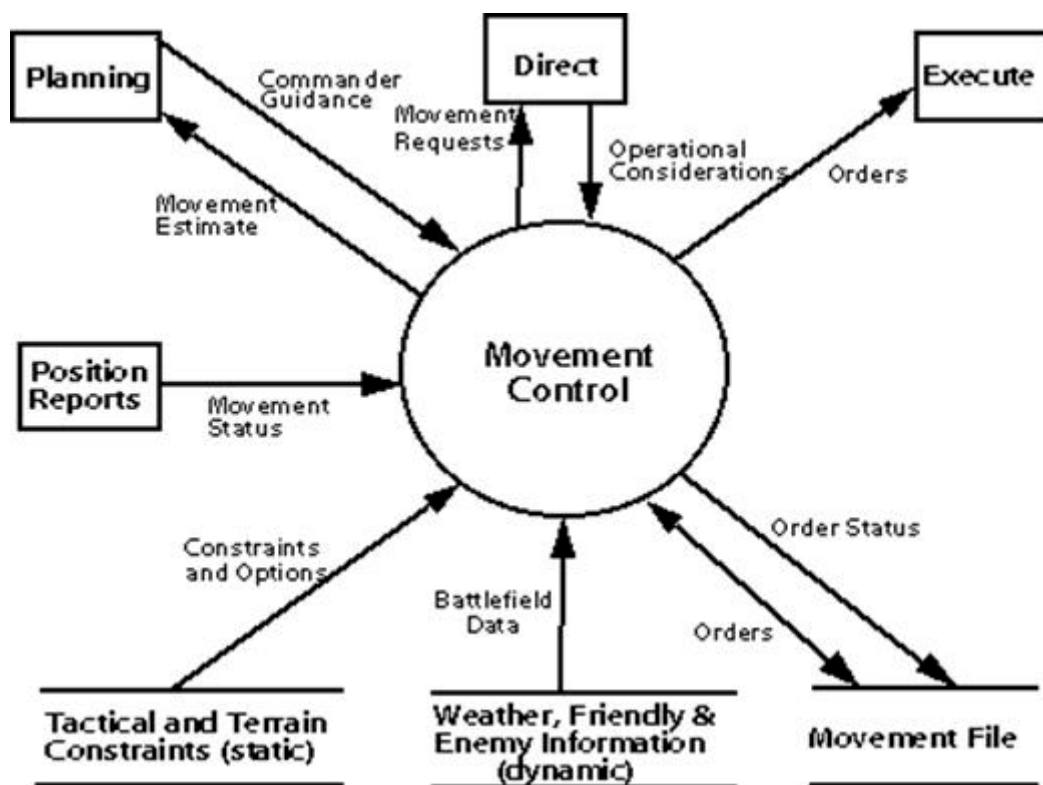 Planning
Commander
Guidance
Direct
Execute
Movement
Requests
Operational
Considerations
Orders
Movement
Estimate
Movement
Control
Position
Reports
Movement
Status
Constraints
and Options
Battlefield
Data
Order Status
Orders
Tactical and Terrain
Constraints (static)
Weather, Friendly &
Enemy Information
(dynamic)
Movement File